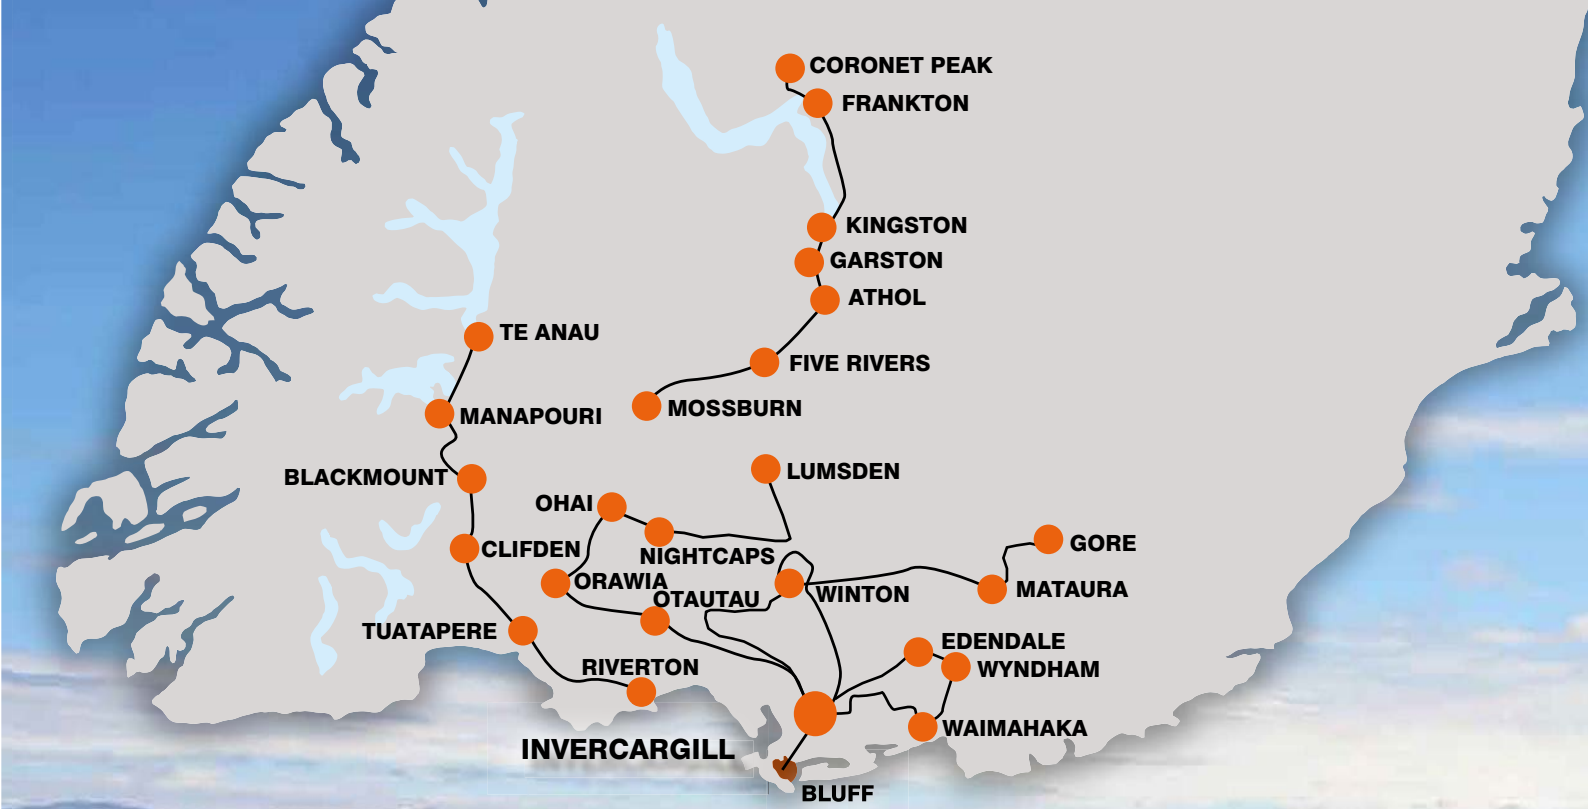 CORONET PEAK
FRANKTON
KINGSTON
GARSTON
ATHOL
TE ANAU
FIVE RIVERS
MOSSBURN
MANAPOURI
LUMSDEN
BLACKMOUNT
OHAI
GORE
CLIFDEN
NIGHTCAPS
ORAWIA
MATAURA
OTAUTAU
WINTON
TUATAPERE
EDENDALE
RIVERTON
WYNDHAM
WAIMAHAKA
INVERCARGILL
BLUFF